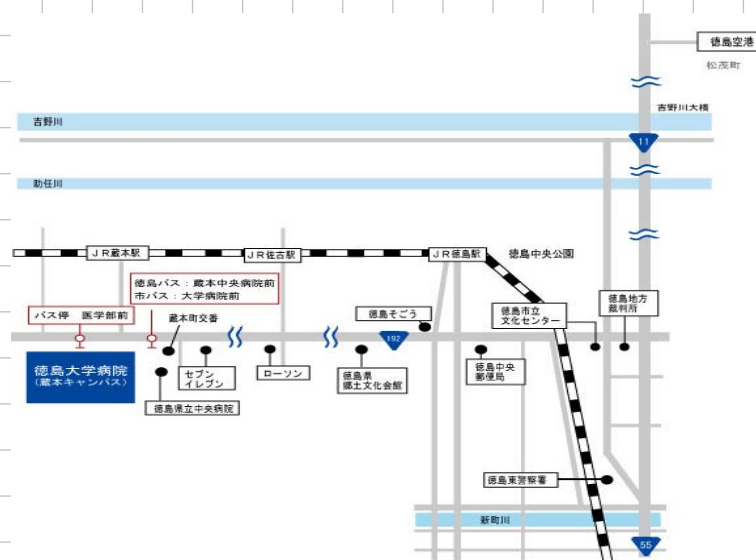 徳島空港
松茂町
吉野川大橋
吉野川
11
助任川
JR蔵本駅
JR佐古駅
JR徳島駅
徳島中央公園
徳島バス:蔵本中央病院前
市バス:大学病院前
バス停 医学部前
蔵本町交番
徳島そごう
徳島市立
文化センター
徳島地方
裁判所
192
徳島大学病院
(蔵本キャンパス)
セブン
イレブン
ローソン
徳島県
郷土文化会館
徳島中央
郵便局
徳島県立中央病院
徳島東警察署
新町川
55